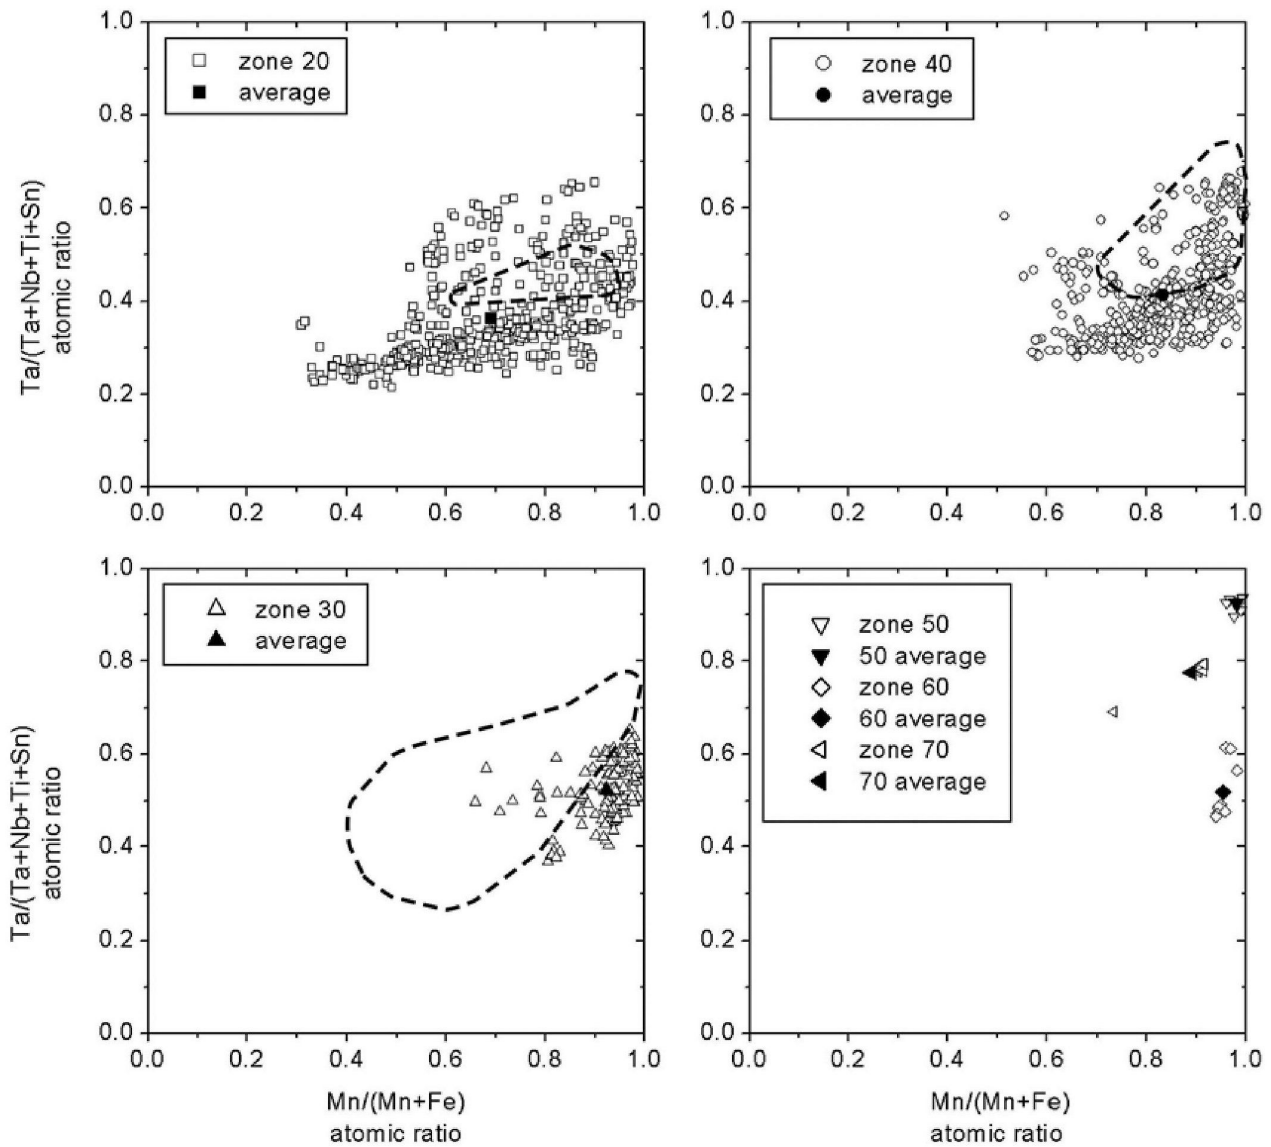 1.0
0.8
0.6
0.4
0.2
0.0
0.0 0.2 0.4 0.6 0.8 1.0
Ta/(Ta+Nb+Ti+Sn)
atomic ratio
zone 20
average
1.0
0.8
0.6
0.4
0.2
0.0
0.0 0.2 0.4 0.6 0.8 1.0
zone 40
average
1.0
0.8
0.6
0.4
0.2
0.0
0.0 0.2 0.4 0.6 0.8 1.0
Ta/(Ta+Nb+Ti+Sn)
atomic ratio
zone 30
average
Mn/(Mn+Fe)
atomic ratio
1.0
0.8
0.6
0.4
0.2
0.0
0.0 0.2 0.4 0.6 0.8 1.0
zone 50
50 average
zone 60
60 average
zone 70
70 average
Mn/(Mn+Fe)
atomic ratio